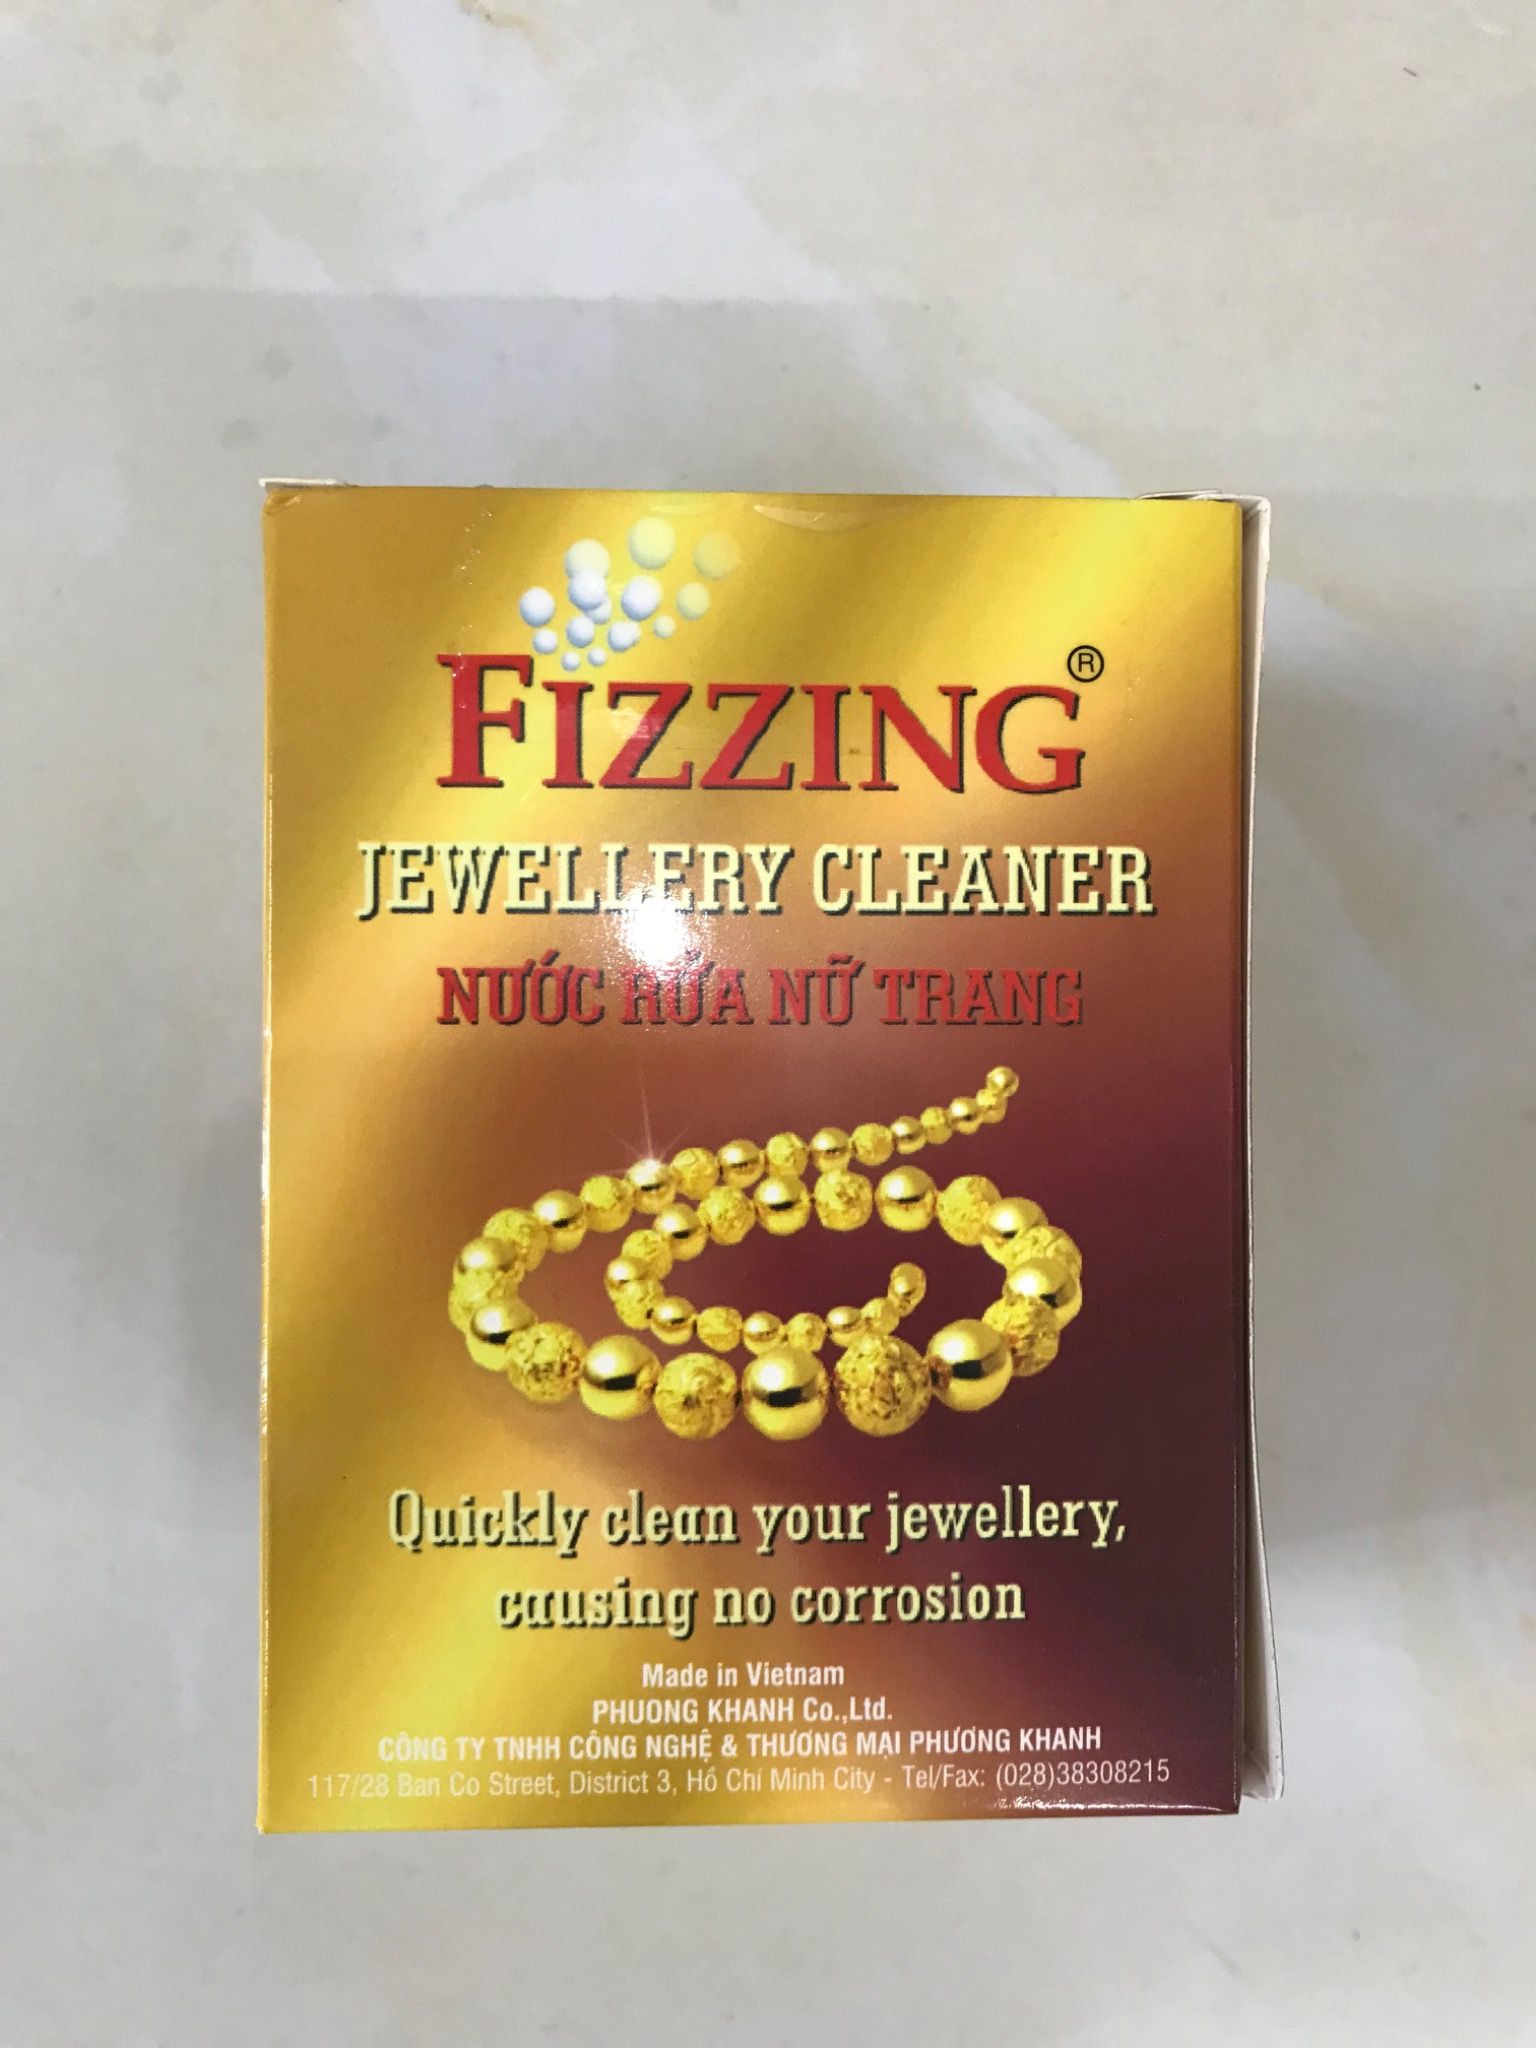 FIZZING®
JEWELLERY CLEANER
NƯỚC RỬA NỮ TRANG
Quickly clean your jewellery,
causing no corrosion
Made in Vietnam
PHUONG KHANH Co.,Ltd.
CÔNG TY TNHH CÔNG NGHỆ & THƯƠNG MẠI PHƯƠNG KHANH
117/28 Ban Co Street, District 3, Hồ Chí Minh City - Tel/Fax: (028)38308215